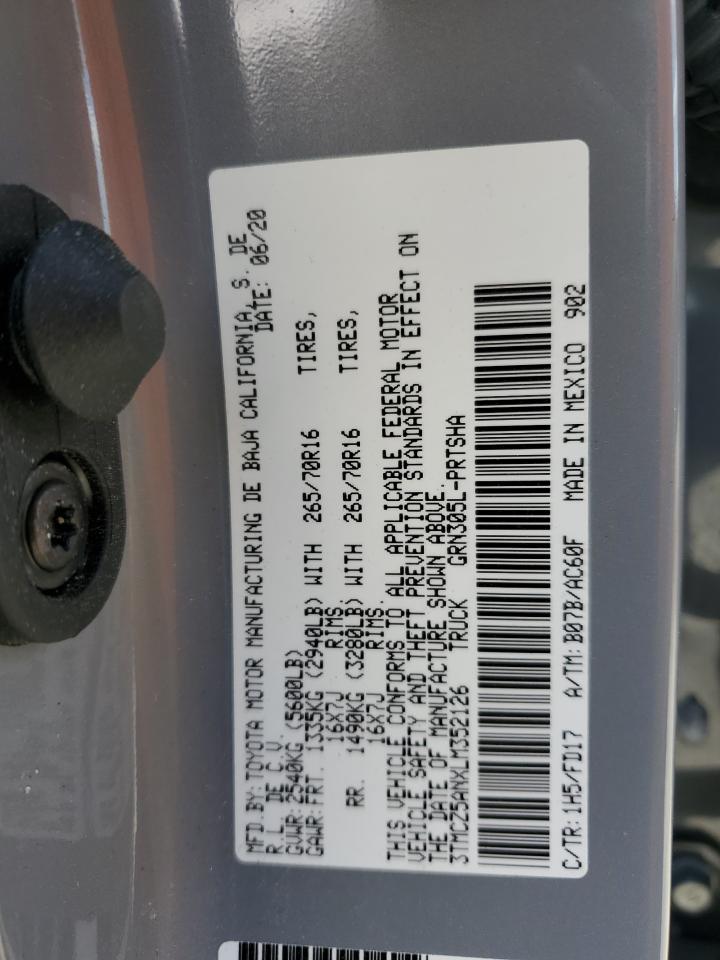 MFD.BY:TOYOTA MOTOR MANUFACTURING DE BAJA CALIFORNIA,S. DE
R.L. DE C.V. DATE: 06/20
GVWR:2540KG (5600LB)
GAWR:FRT. 1335KG (2940LB) WITH 265/70R16 TIRES,
16X7J RIMS.
RR. 1490KG (3280LB) WITH 265/70R16 TIRES,
16X7J RIMS.
THIS VEHICLE CONFORMS TO ALL APPLICABLE FEDERAL MOTOR
VEHICLE SAFETY AND THEFT PREVENTION STANDARDS IN EFFECT ON
THE DATE OF MANUFACTURE SHOWN ABOVE.
3TMCZ5ANXLM352126 TRUCK GRN305L-PRTSHA
C/TR:1H5/FD17 A/TM:B07B/AC60F MADE IN MEXICO 902